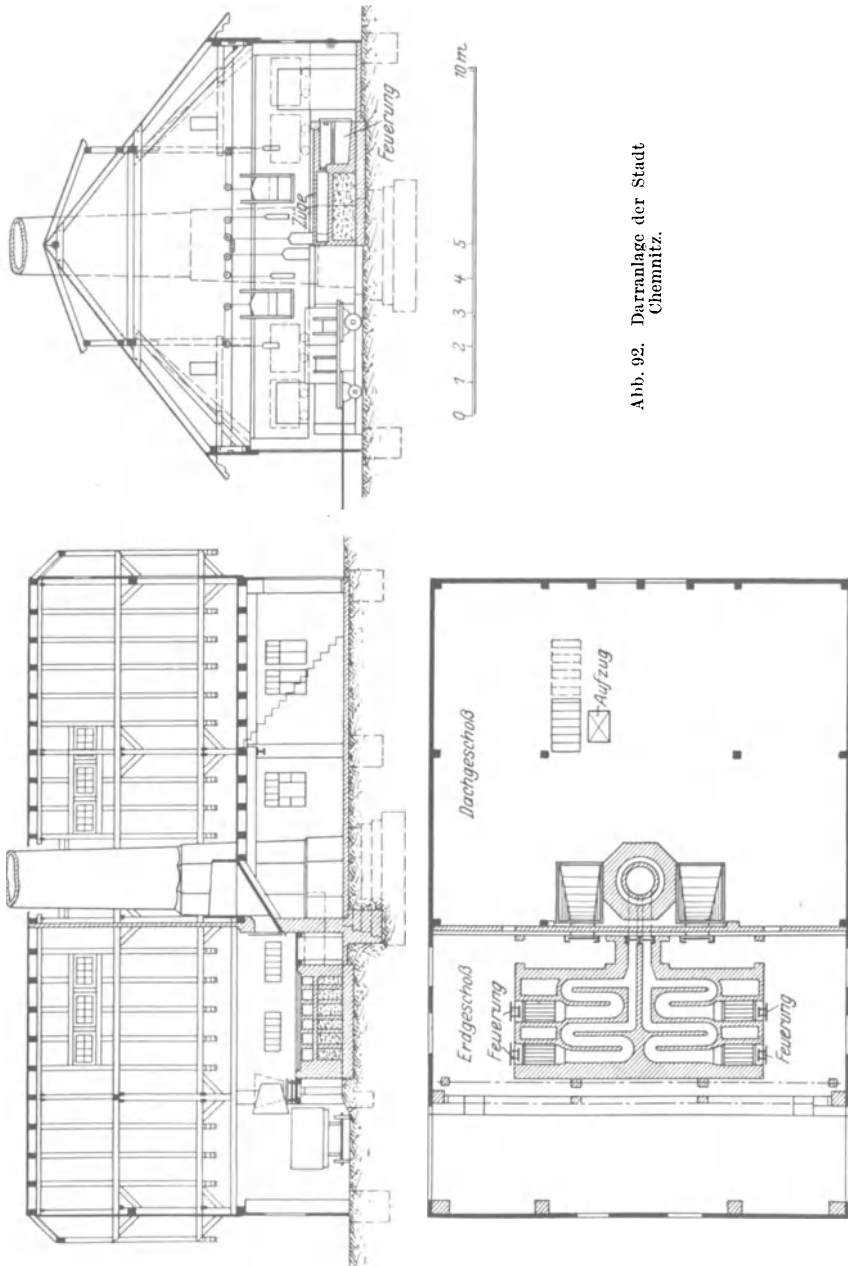 Züge
Feuerung
0 1 2 3 4 5 10 m
Abb. 92. Darranlage der Stadt
Chemnitz.
Dachgeschoß
Aufzug
Erdgeschoß
Feuerung
Feuerung